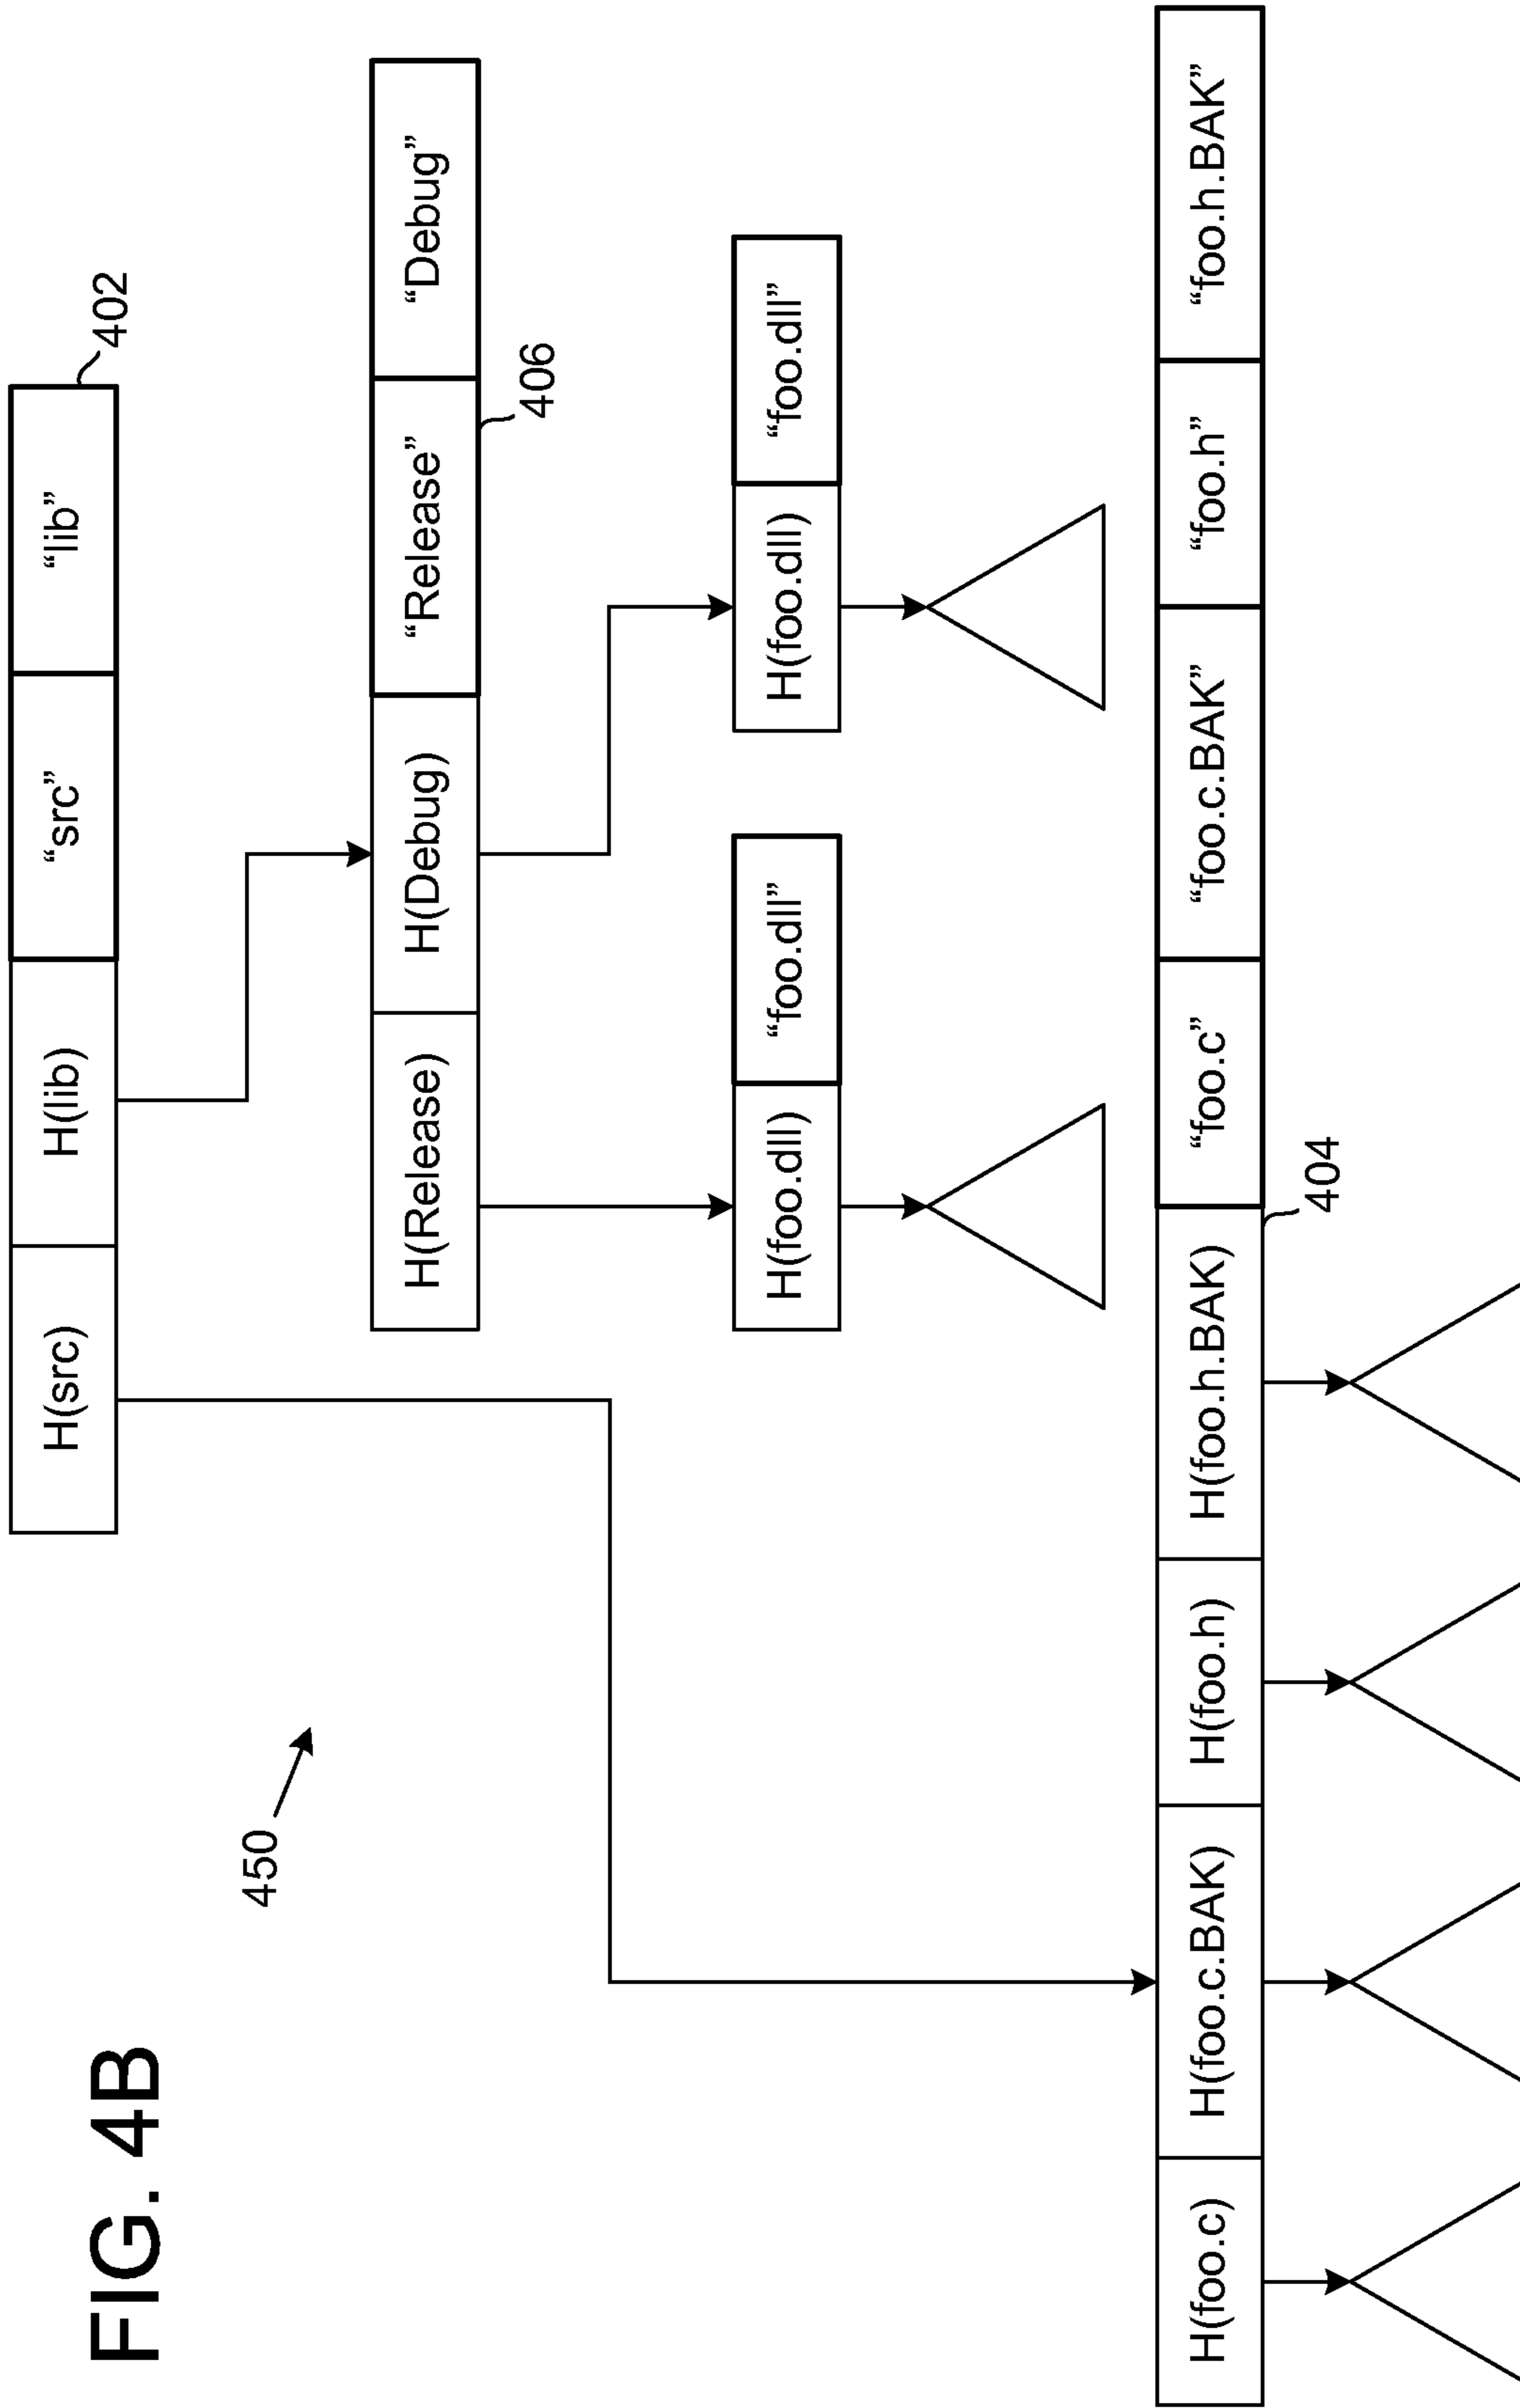 FIG. 4B
450
H(src) H(lib) “src” “lib”
402
H(Release) H(Debug) “Release” “Debug”
406
H(foo.dll) “foo.dll”
H(foo.dll) “foo.dll”
H(foo.c) H(foo.c.BAK) H(foo.h) H(foo.h.BAK) “foo.c” “foo.c.BAK” “foo.h” “foo.h.BAK”
404